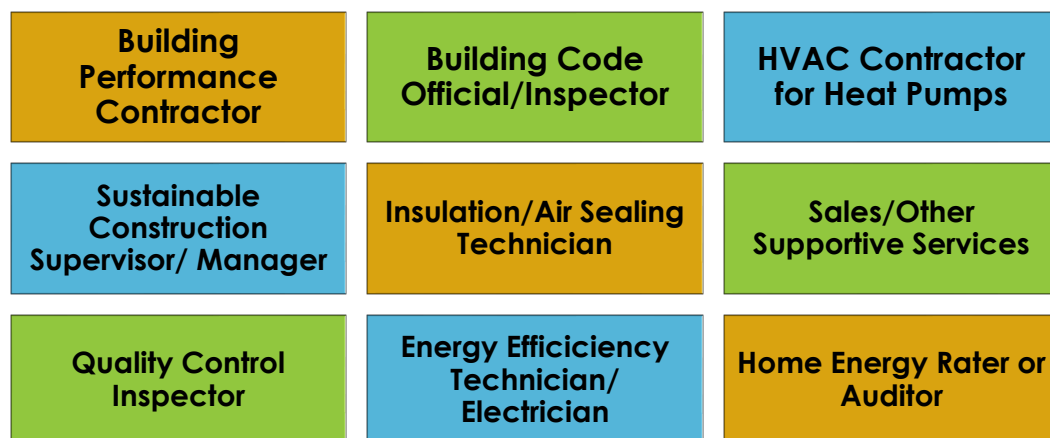 Building
Performance
Contractor
Building Code
Official/Inspector
HVAC Contractor
for Heat Pumps
Sustainable
Construction
Supervisor/ Manager
Insulation/Air Sealing
Technician
Sales/Other
Supportive Services
Quality Control
Inspector
Energy Efficiciency
Technician/
Electrician
Home Energy Rater or
Auditor